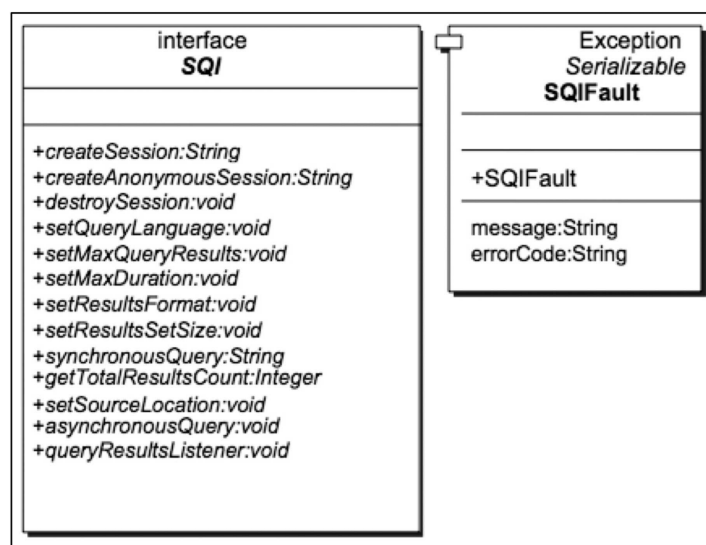 interface
SQI
+createSession:String
+createAnonymousSession:String
+destroySession:void
+setQueryLanguage:void
+setMaxQueryResults:void
+setMaxDuration:void
+setResultsFormat:void
+setResultsSetSize:void
+synchronousQuery:String
+getTotalResultsCount:Integer
+setSourceLocation:void
+asynchronousQuery:void
+queryResultsListener:void
Exception
Serializable
SQIFault
+SQIFault
message:String
errorCode:String